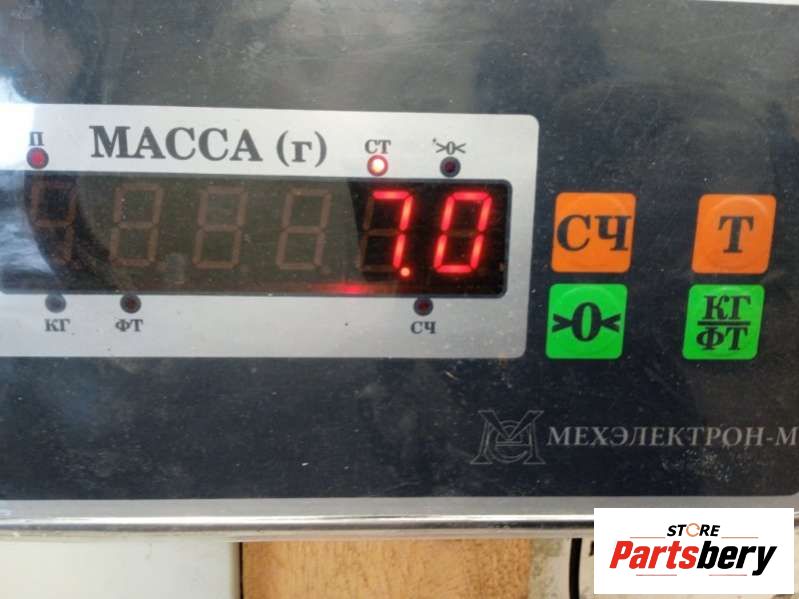 П
МАССА (г)
СТ
>0<
7.0
КГ
ФТ
СЧ
СЧ
Т
>0<
КГ
ФТ
МЕХЭЛЕКТРОН-М
STORE
Partsbery